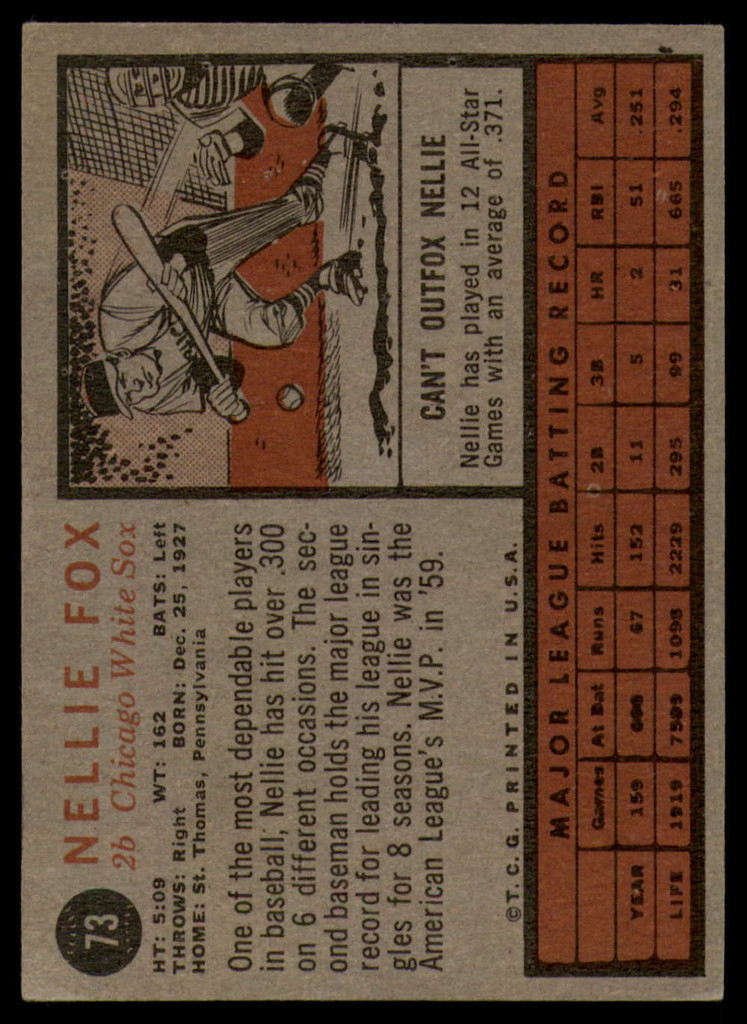 73
NELLIE FOX
2b Chicago White Sox
HT: 5:09 WT: 162 BATS: Left
THROWS: Right BORN: Dec. 25, 1927
HOME: St. Thomas, Pennsylvania
One of the most dependable players
in baseball, Nellie has hit over .300
on 6 different occasions. The sec-
ond baseman holds the major league
record for leading his league in sin-
gles for 8 seasons. Nellie was the
American League's M.V.P. in '59.
©T.C.G. PRINTED IN U.S.A.
CAN'T OUTFOX NELLIE
Nellie has played in 12 All-Star
Games with an average of .371.
MAJOR LEAGUE BATTING RECORD
Games At Bat Runs Hits 2B 3B HR RBI Avg
YEAR 159 67 152 11 5 2 51 .251
LIFE 1919 1098 2229 295 99 31 665 .294